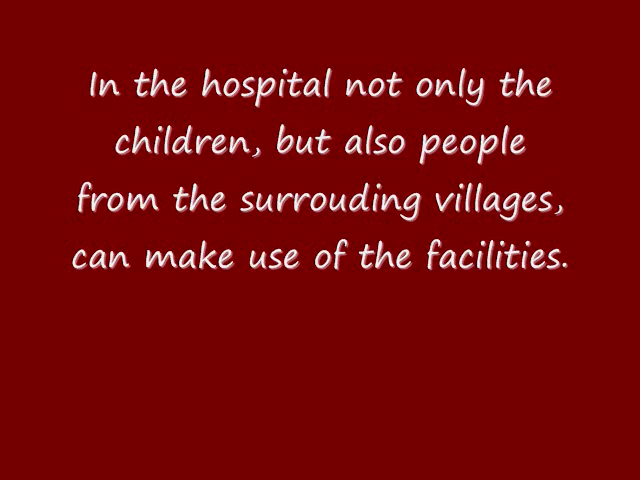 In the hospital not only the
children, but also people
from the surrouding villages,
can make use of the facilities.